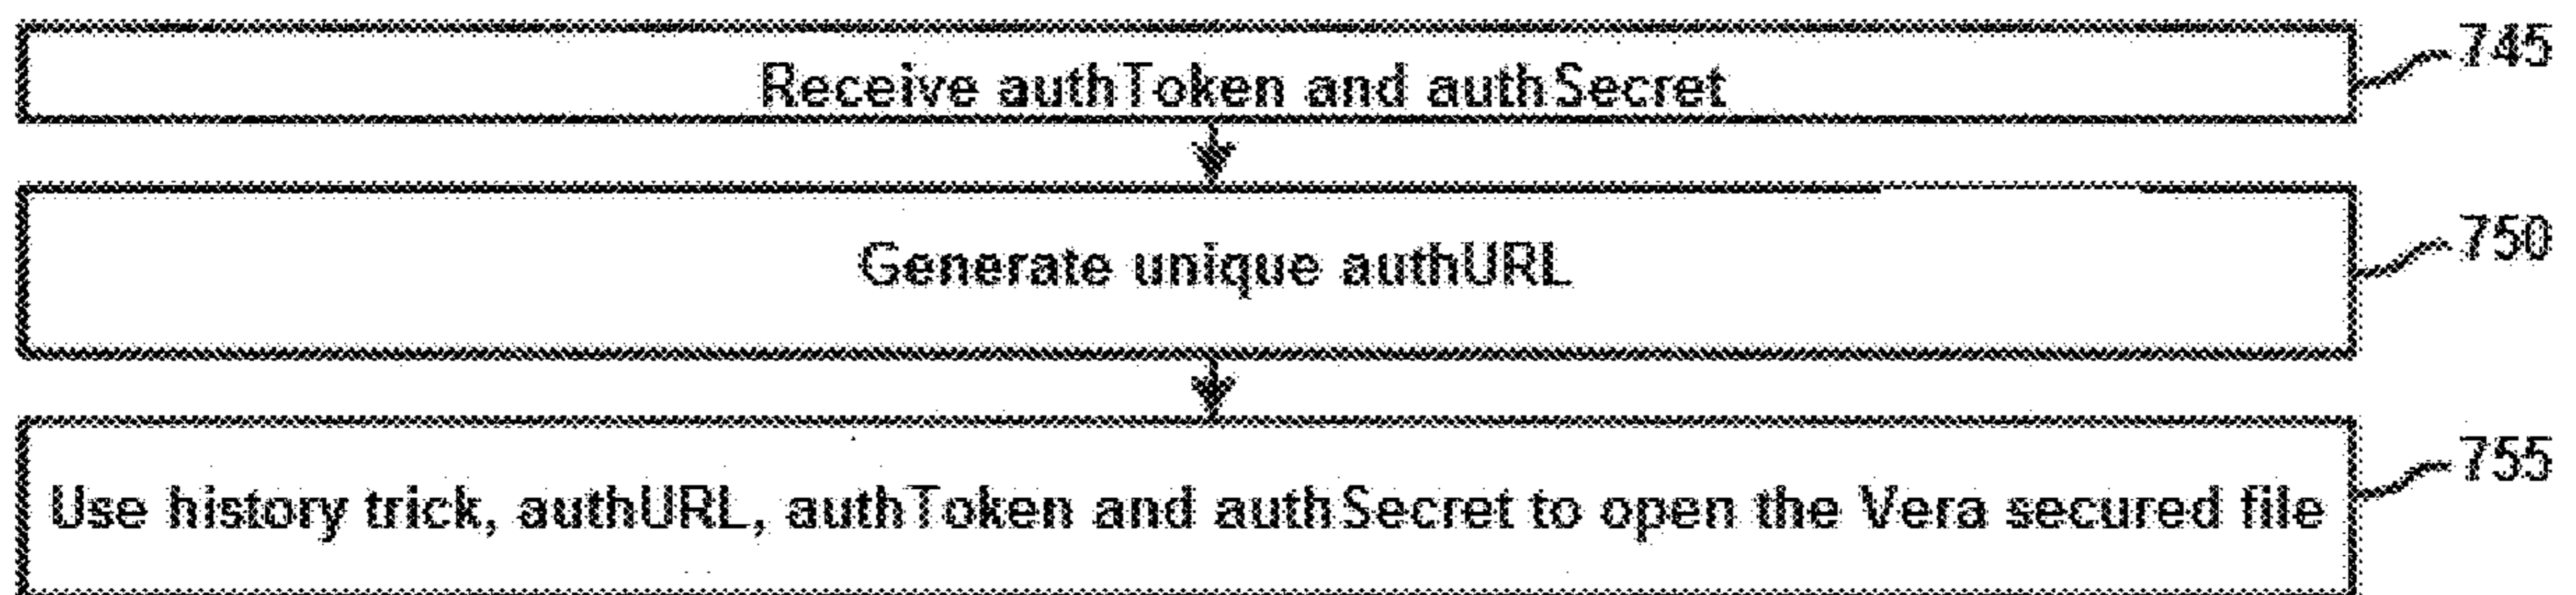 Receive authToken and authSecret
745
Generate unique authURL
750
Use history trick, authURL, authToken and authSecret to open the Vera secured file
755